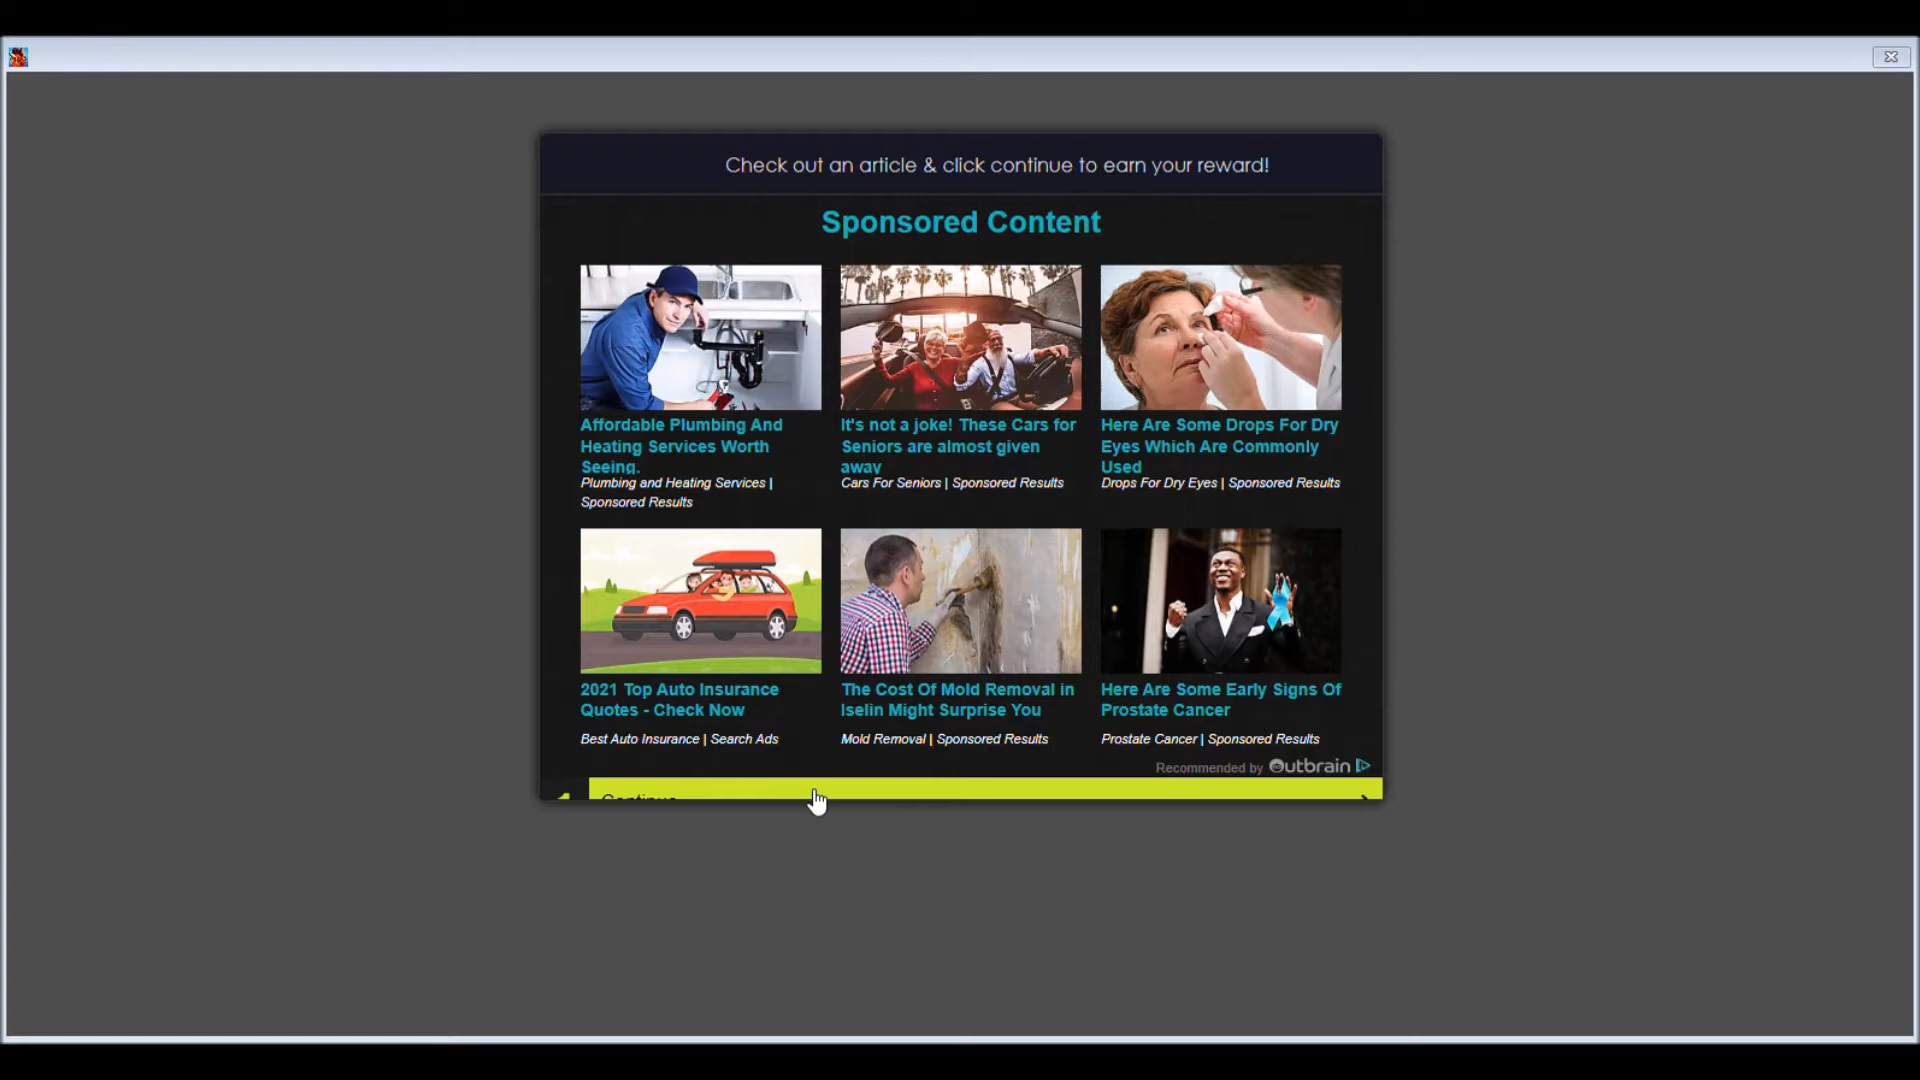 Check out an article & click continue to earn your reward!
Sponsored Content
Affordable Plumbing And
Heating Services Worth
Seeing.
Plumbing and Heating Services |
Sponsored Results
It's not a joke! These Cars for
Seniors are almost given
away
Cars For Seniors | Sponsored Results
Here Are Some Drops For Dry
Eyes Which Are Commonly
Used
Drops For Dry Eyes | Sponsored Results
2021 Top Auto Insurance
Quotes - Check Now
Best Auto Insurance | Search Ads
The Cost Of Mold Removal in
Iselin Might Surprise You
Mold Removal | Sponsored Results
Here Are Some Early Signs Of
Prostate Cancer
Prostate Cancer | Sponsored Results
Recommended by Outbrain
Continue